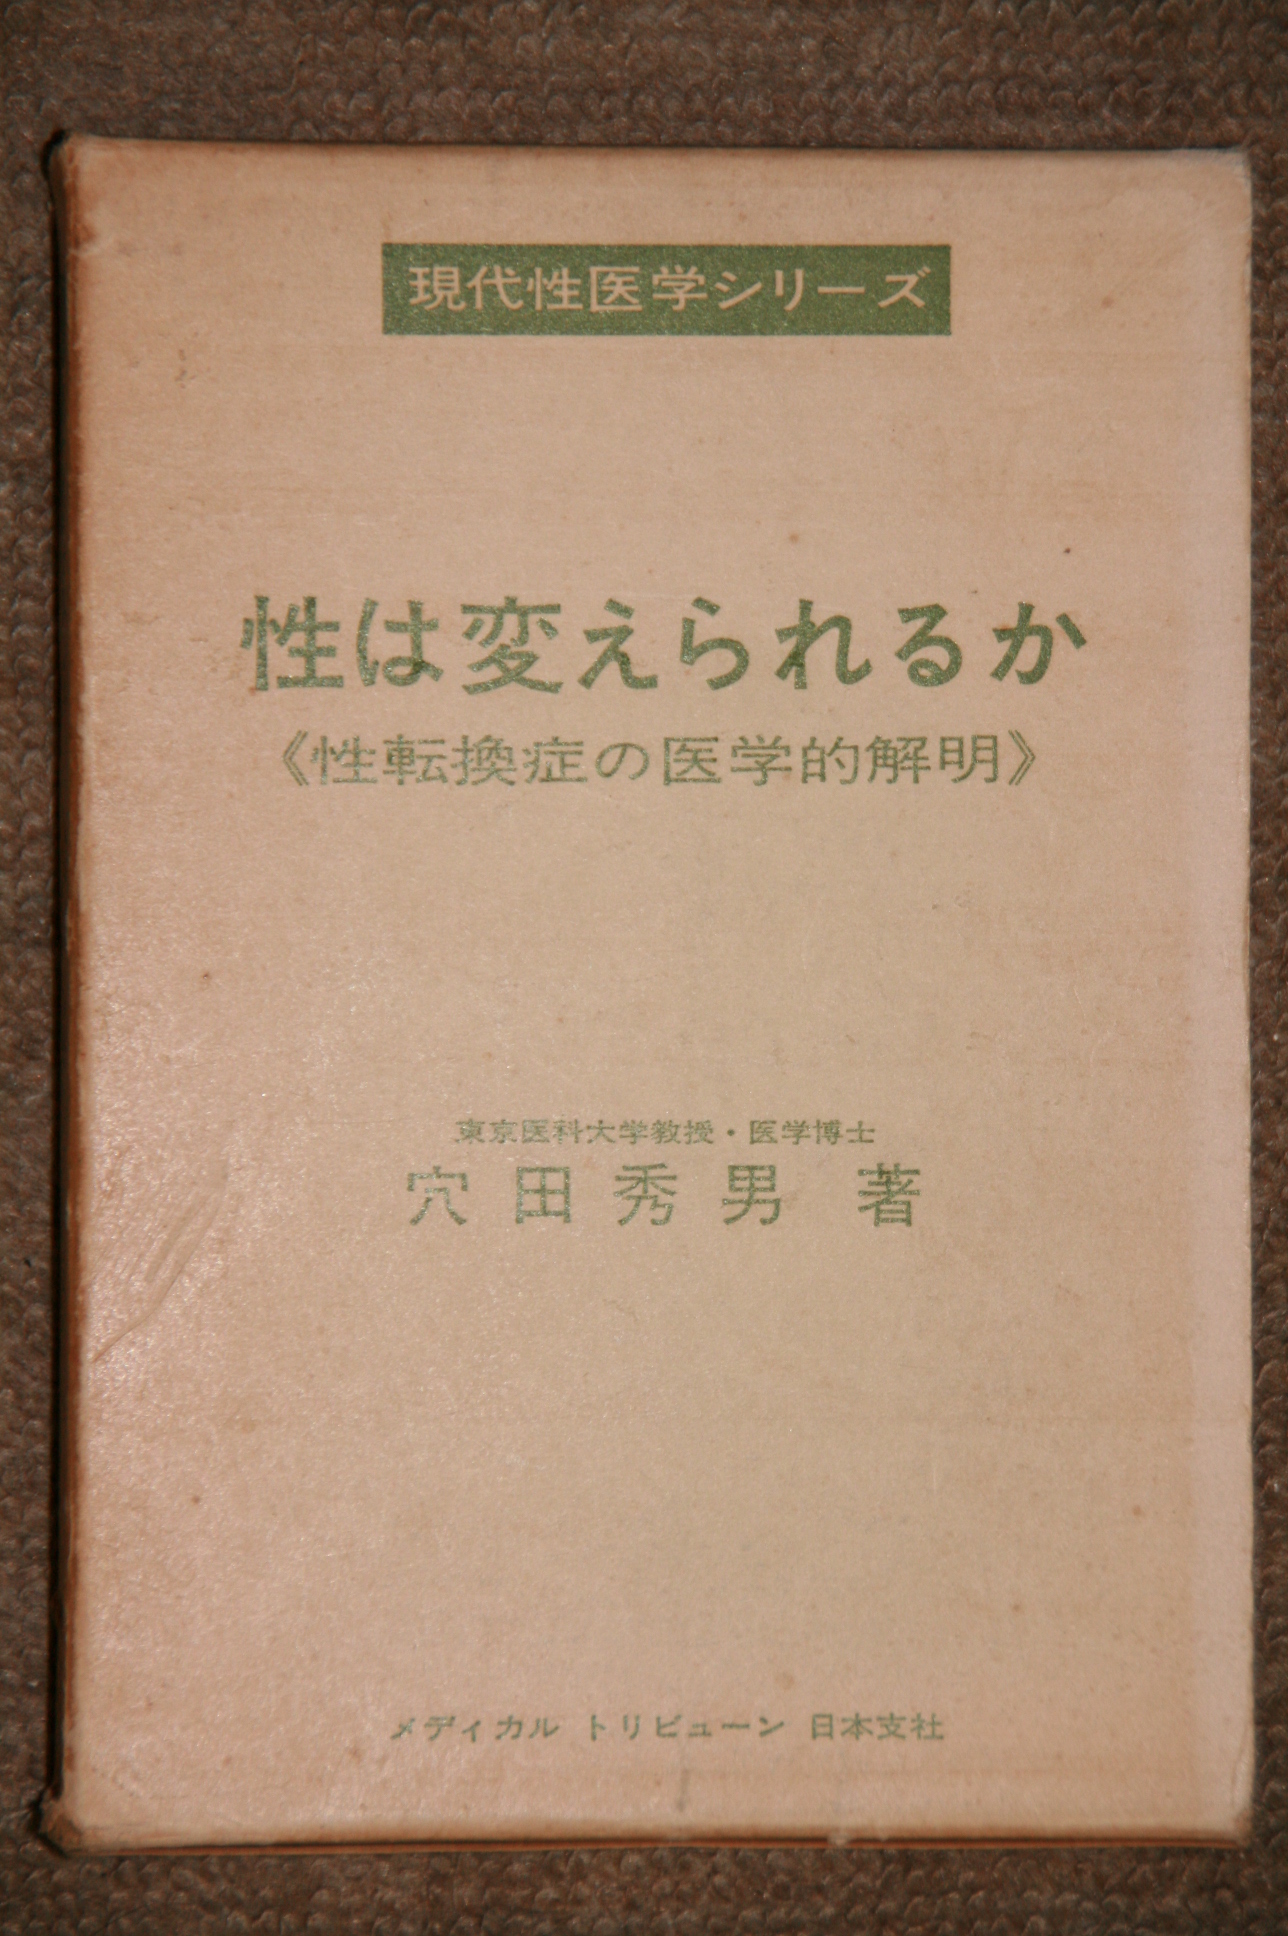 現代性医学シリーズ
性は変えられるか
《性転換症の医学的解明》
東京医科大学教授・医学博士
穴田秀男 著
メディカル トリビューン 日本支社